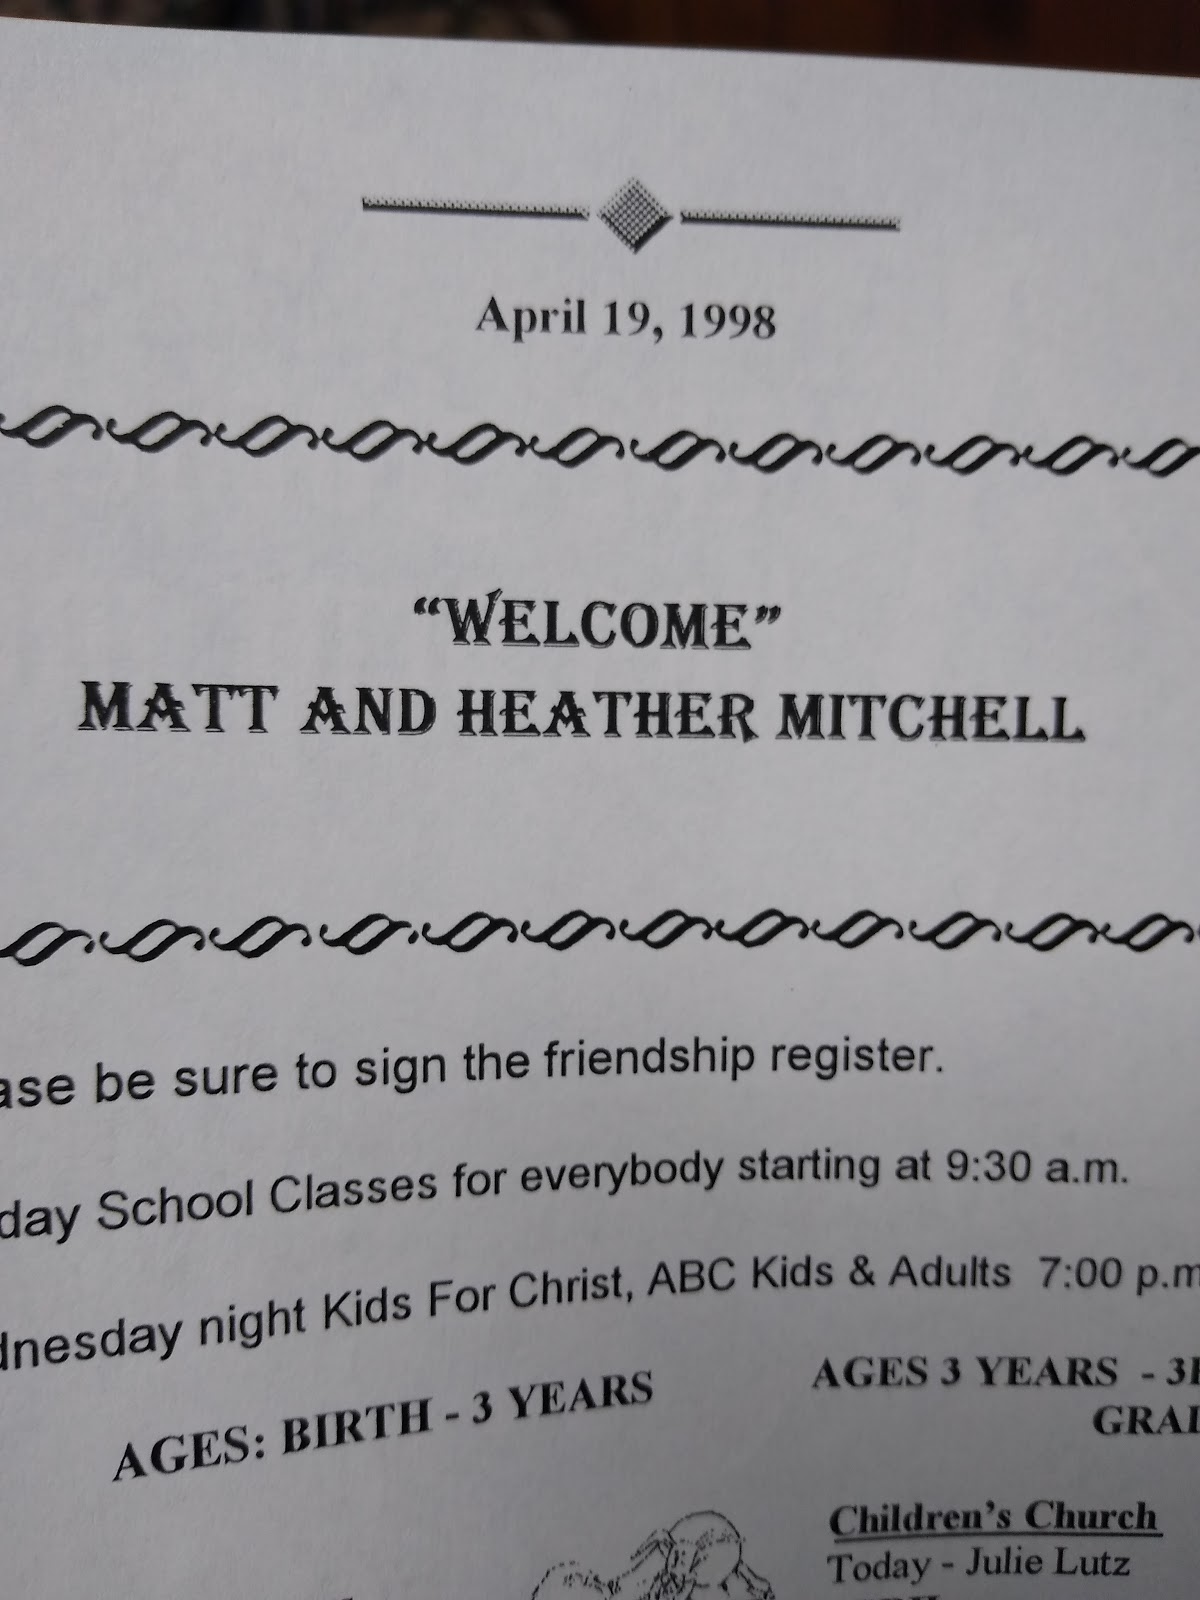 April 19, 1998
“WELCOME”
MATT AND HEATHER MITCHELL
ase be sure to sign the friendship register.
day School Classes for everybody starting at 9:30 a.m.
dnesday night Kids For Christ, ABC Kids & Adults 7:00 p.m
AGES: BIRTH - 3 YEARS
AGES 3 YEARS - 3
GRA
Children's Church
Today - Julie Lutz